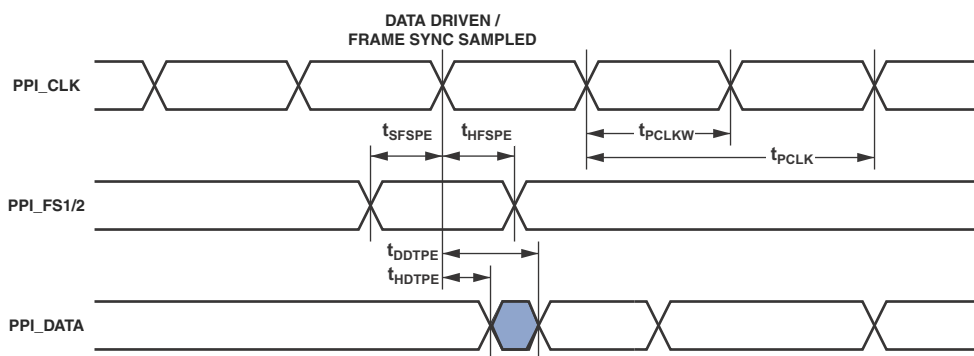 DATA DRIVEN /
FRAME SYNC SAMPLED
PPI_CLK
tSFSPE
tHFSPE
tPCLKW
tPCLK
PPI_FS1/2
tDDTPE
tHDTPE
PPI_DATA